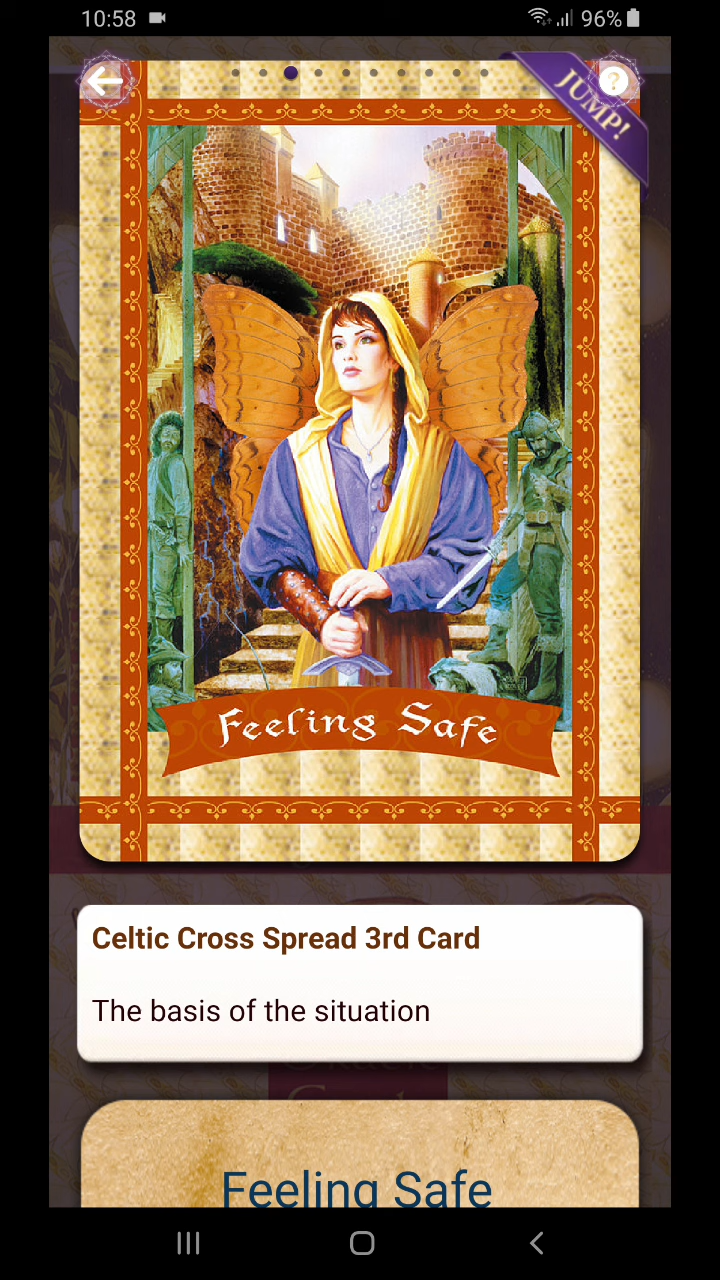 10:58
96%
JUMP!
?
Feeling Safe
Celtic Cross Spread 3rd Card
The basis of the situation
Feeling Safe